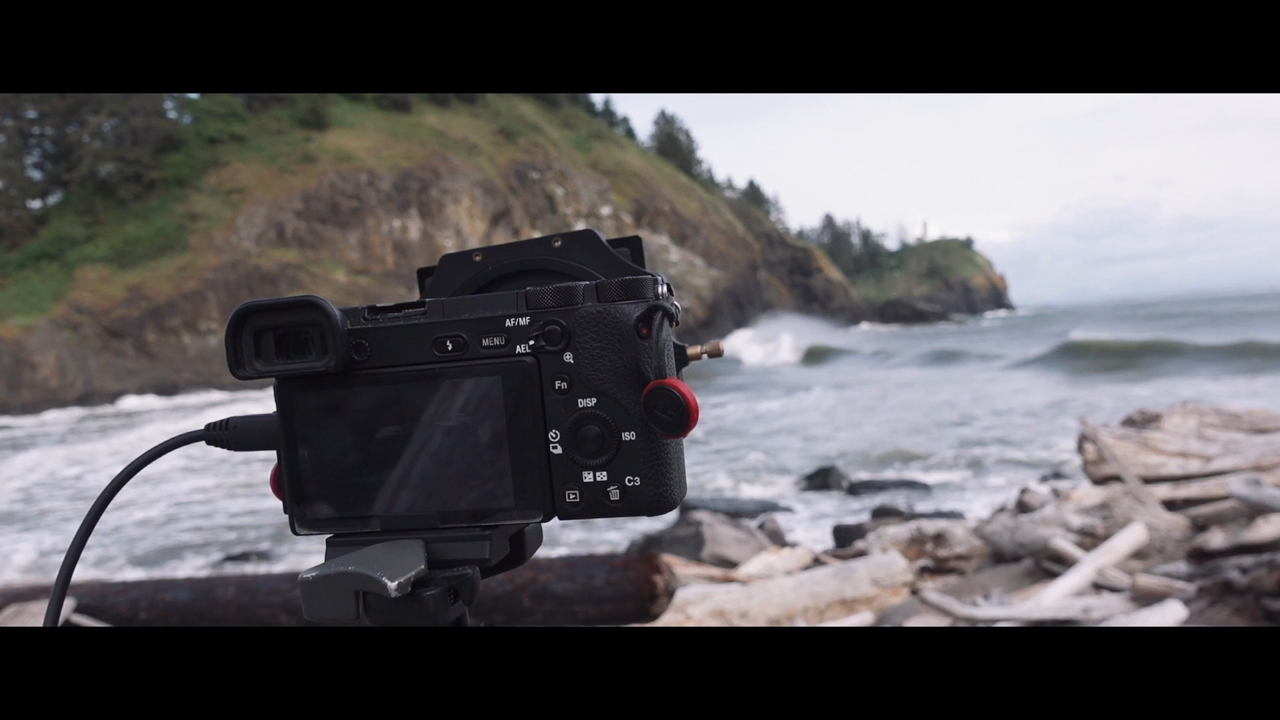 AF/MF
MENU
AEL
Fn
DISP
ISO
C3